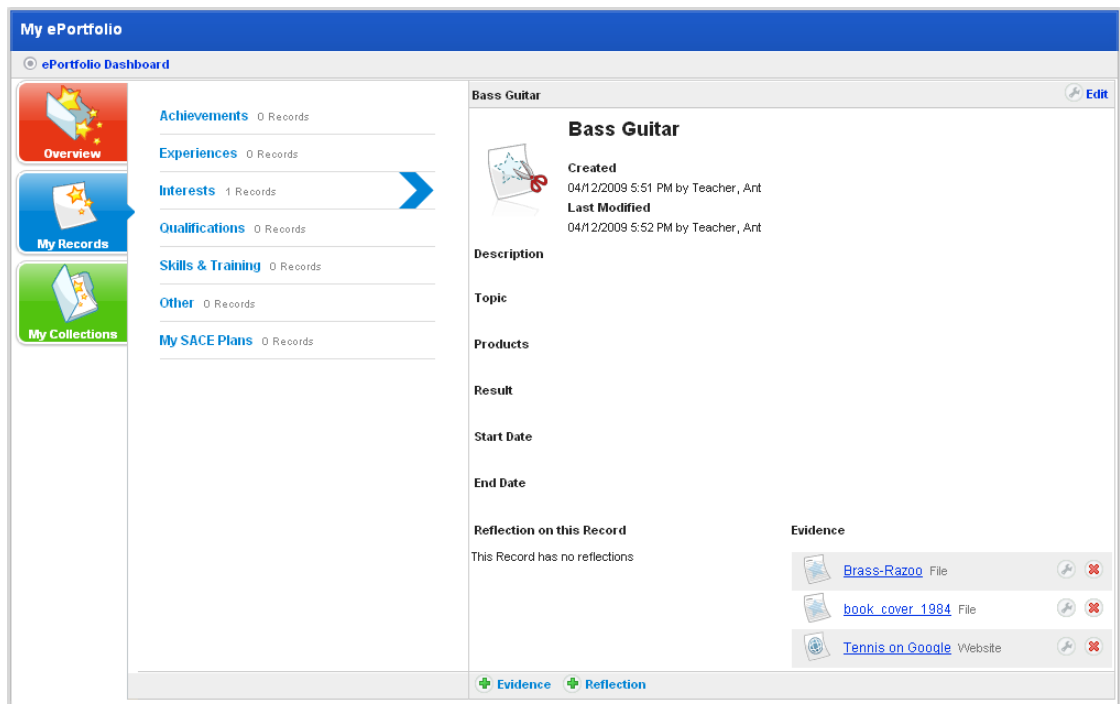 My ePortfolio
ePortfolio Dashboard
Overview
My Records
My Collections
Achievements 0 Records
Experiences 0 Records
Interests 1 Records
Qualifications 0 Records
Skills & Training 0 Records
Other 0 Records
My SACE Plans 0 Records
Bass Guitar
Edit
Bass Guitar
Created
04/12/2009 5:51 PM by Teacher, Ant
Last Modified
04/12/2009 5:52 PM by Teacher, Ant
Description
Topic
Products
Result
Start Date
End Date
Reflection on this Record
This Record has no reflections
Evidence
Brass-Razoo File
book_cover_1984 File
Tennis on Google Website
Evidence
Reflection